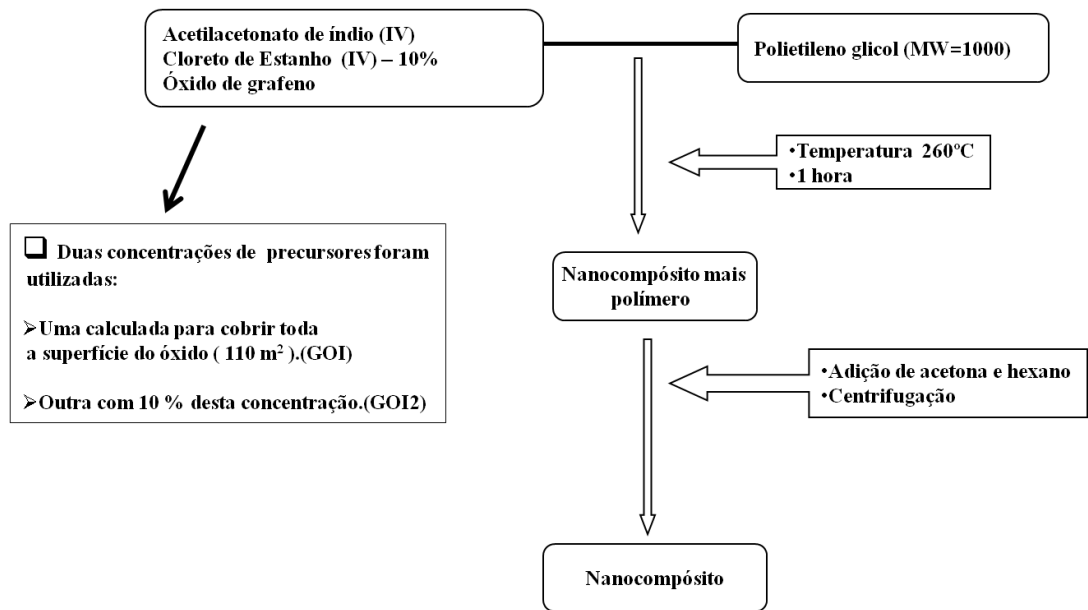 Acetilacetonato de índio (IV)
Cloreto de Estanho (IV) – 10%
Óxido de grafeno
Polietileno glicol (MW=1000)
•Temperatura 260ºC
•1 hora
❑ Duas concentrações de precursores foram
utilizadas:
➢Uma calculada para cobrir toda
a superfície do óxido ( 110 m² ).(GOI)
➢Outra com 10 % desta concentração.(GOI2)
Nanocompósito mais
polímero
•Adição de acetona e hexano
•Centrifugação
Nanocompósito